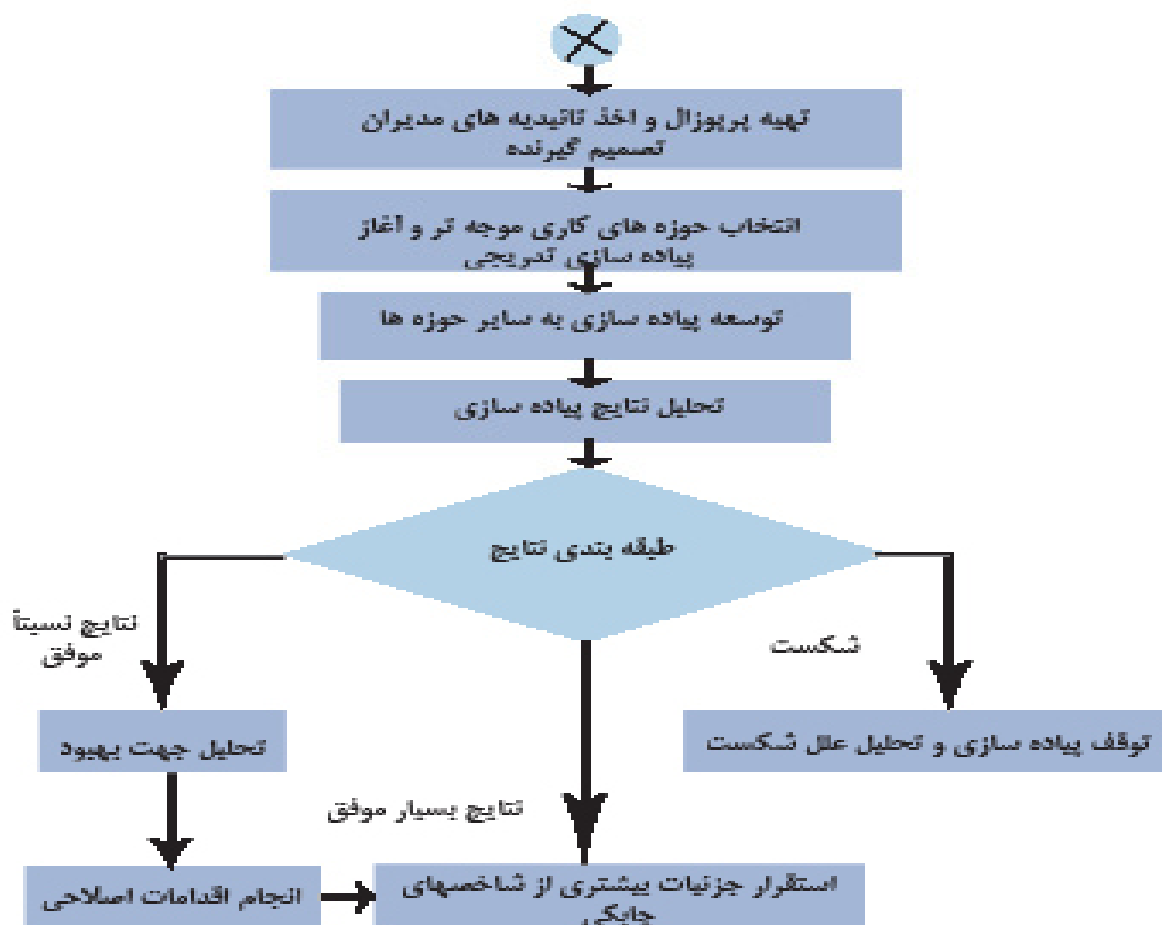 تهیه پرپوزال و اخذ تائیدیه های مدیران
تصمیم گیرنده
انتخاب حوزه های کاری موجه تر و آغاز
پیاده سازی تدریجی
توسعه پیاده سازی به سایر حوزه ها
تحلیل نتایج پیاده سازی
طبقه بندی نتایج
شکست
نتایج نسبتاً
موفق
توقف پیاده سازی و تحلیل علل شکست
تحلیل جهت بهبود
نتایج بسیار موفق
استقرار جزئیات بیشتری از شاخصهای
چابکی
انجام اقدامات اصلاحی